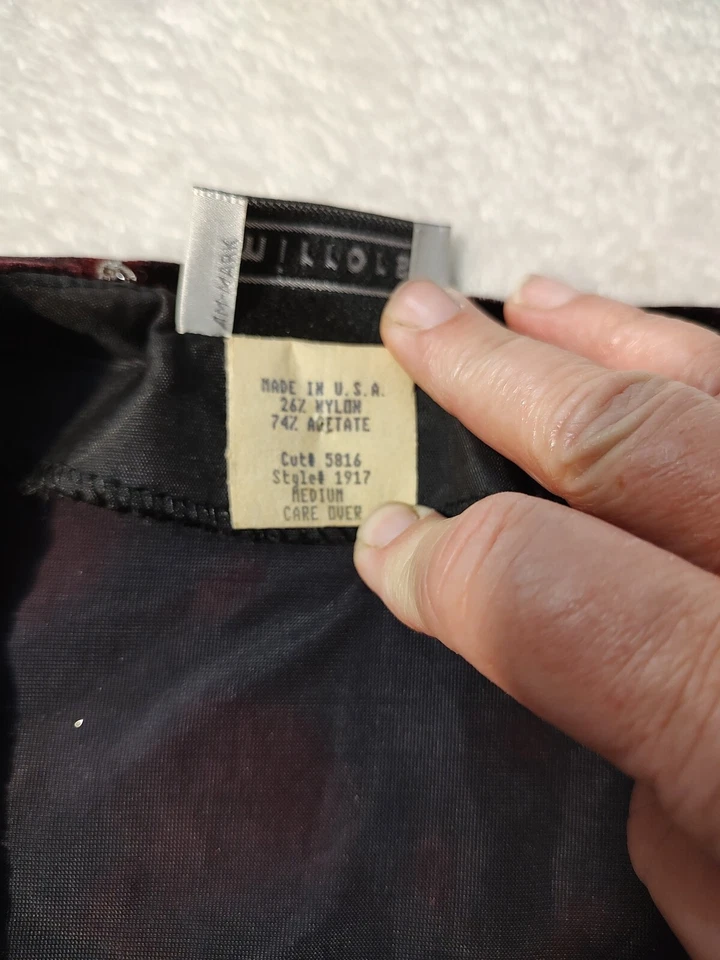 MADE IN U.S.A.
26% NYLON
74% ACETATE
Cut# 5816
Style# 1917
MEDIUM
CARE OVER